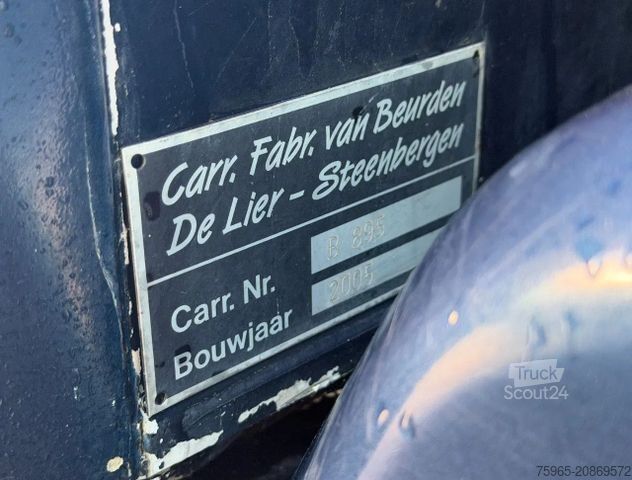 Carr. Fabr. van Beurden
De Lier - Steenbergen
Carr. Nr. B 895
Bouwjaar 2005
Truck
Scout24
75965-20869572